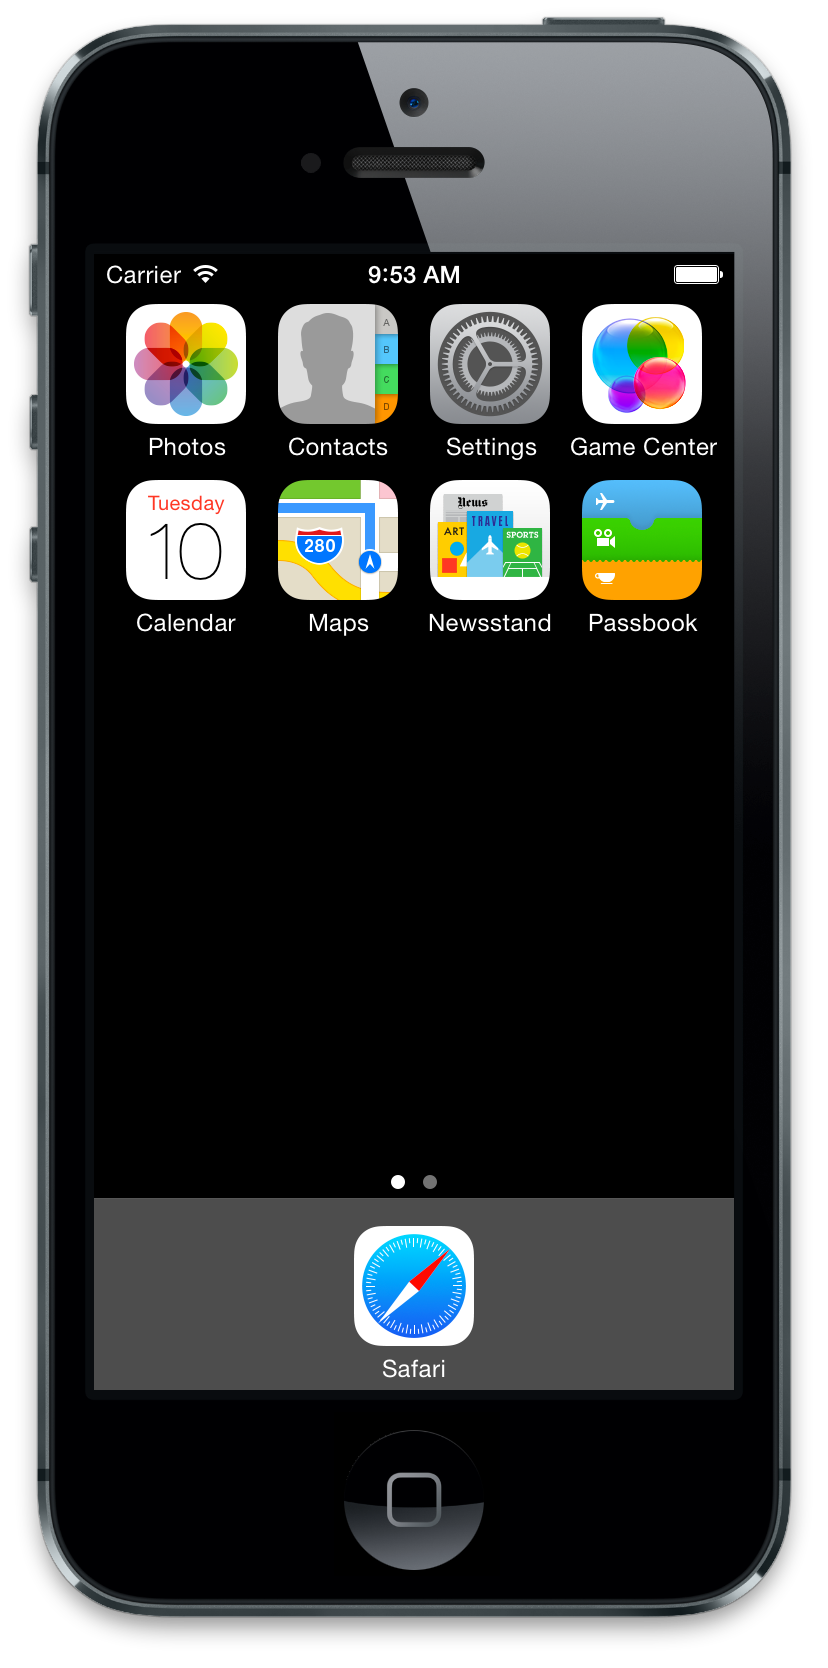 Carrier 9:53 AM
A
B
C
D
Photos Contacts Settings Game Center
Tuesday
10
280
News
TRAVEL
ART
SPORTS
Calendar Maps Newsstand Passbook
Safari